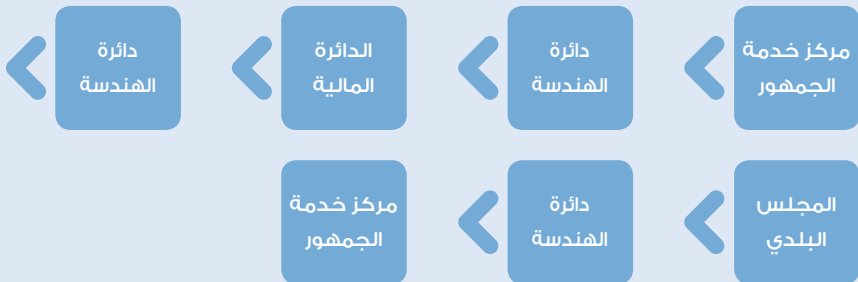 مركز خدمة
الجمهور
دائرة
الهندسة
الدائرة
المالية
دائرة
الهندسة
المجلس
البلدي
دائرة
الهندسة
مركز خدمة
الجمهور